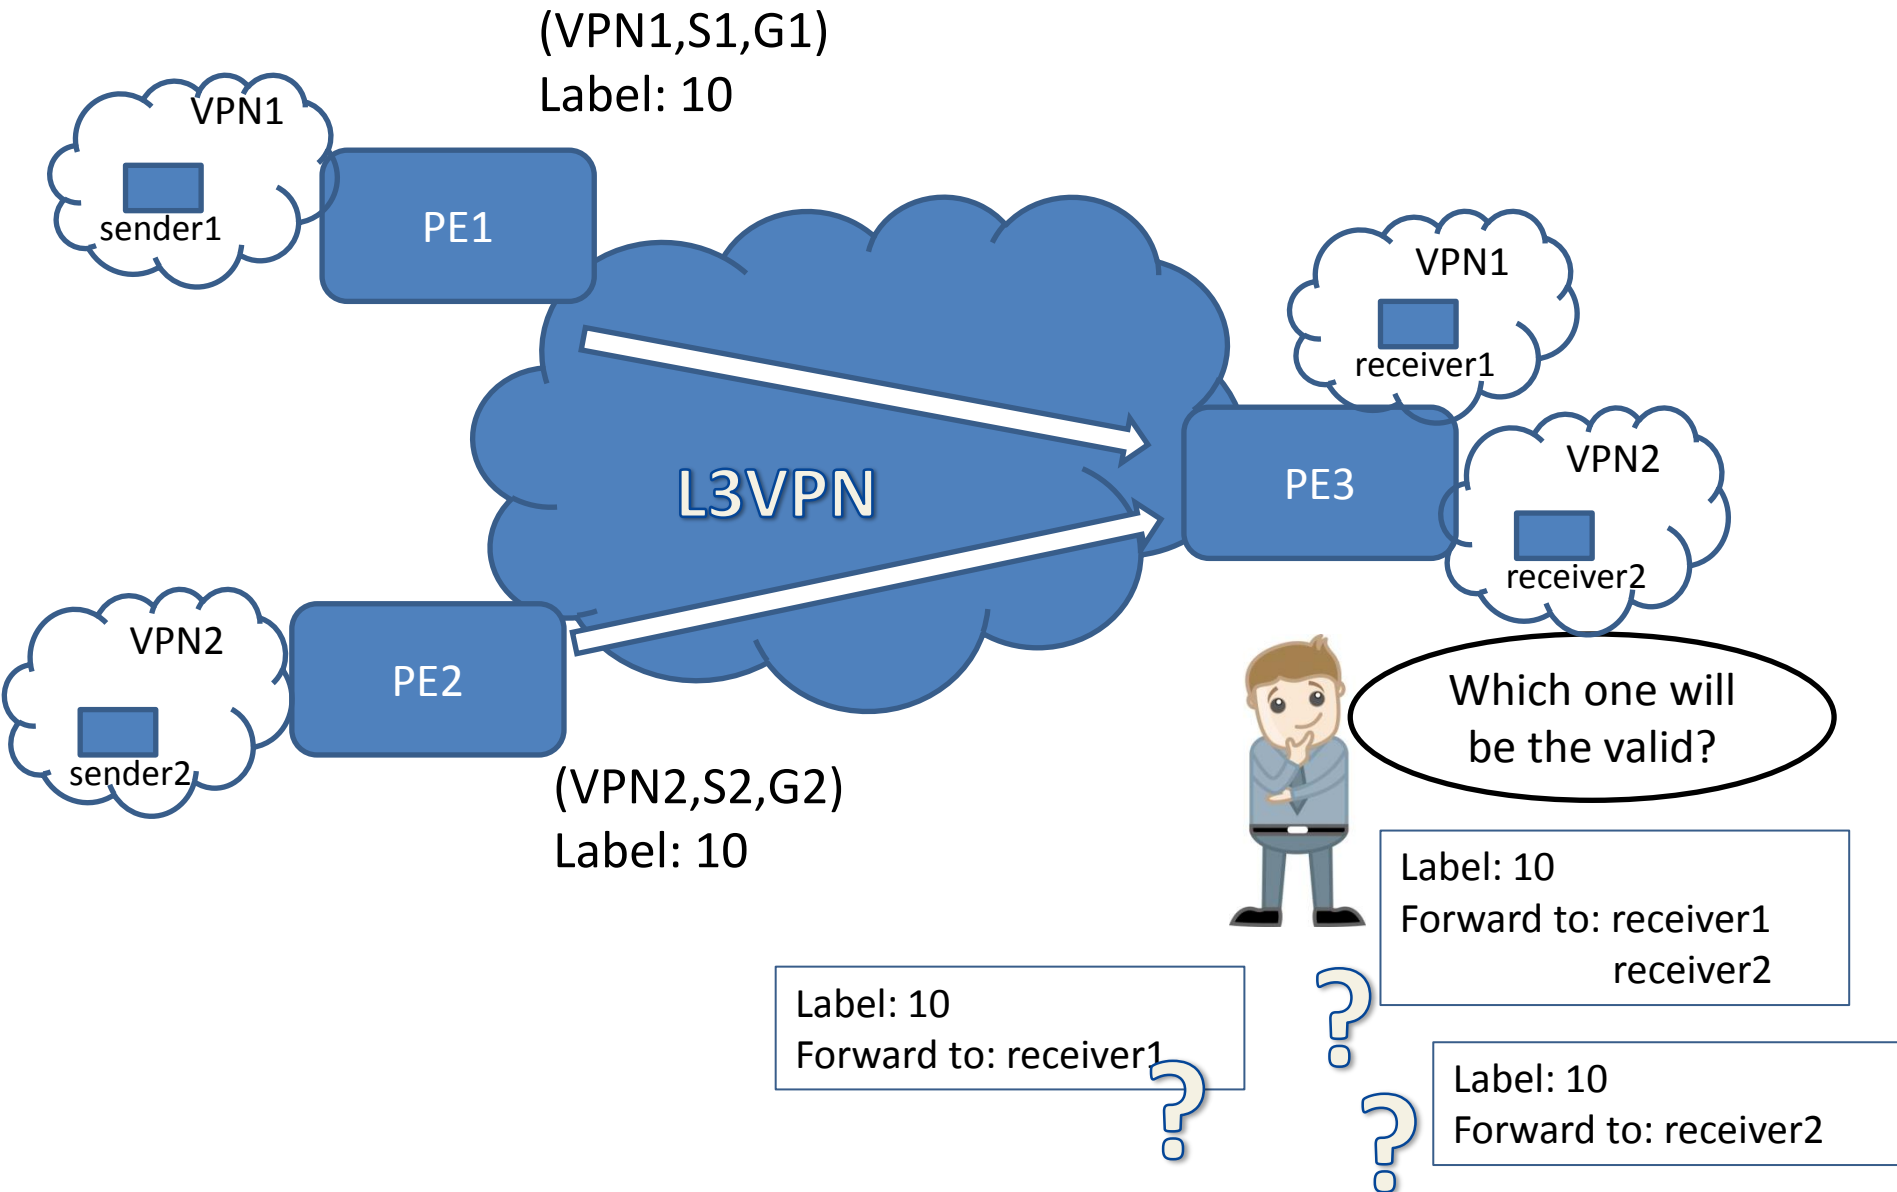 (VPN1,S1,G1)
Label: 10
VPN1
sender1
PE1
VPN1
receiver1
L3VPN
PE3
VPN2
receiver2
VPN2
sender2
PE2
(VPN2,S2,G2)
Label: 10
Which one will
be the valid?
Label: 10
Forward to: receiver1
receiver2
?
Label: 10
Forward to: receiver1
?
Label: 10
Forward to: receiver2
?